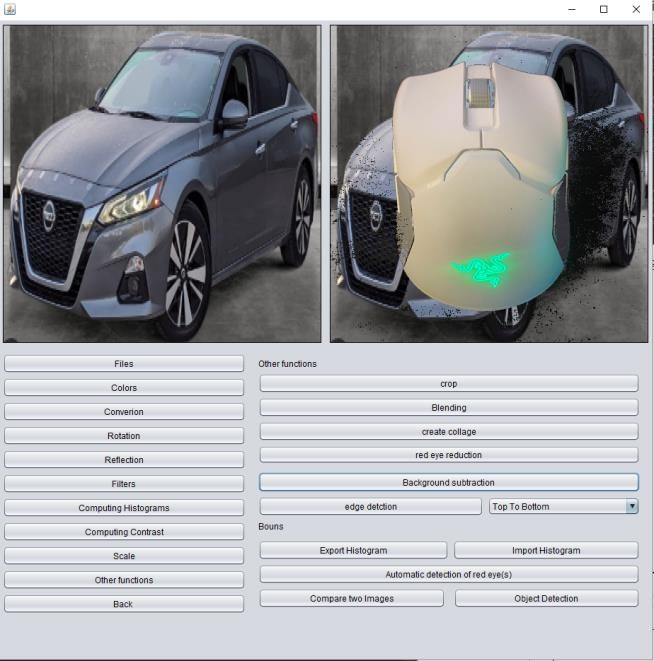 Files
Colors
Converion
Rotation
Reflection
Filters
Computing Histograms
Computing Contrast
Scale
Other functions
Back
Other functions
crop
Blending
create collage
red eye reduction
Background subtraction
edge detction
Top To Bottom
Bouns
Export Histogram
Import Histogram
Automatic detection of red eye(s)
Compare two Images
Object Detection